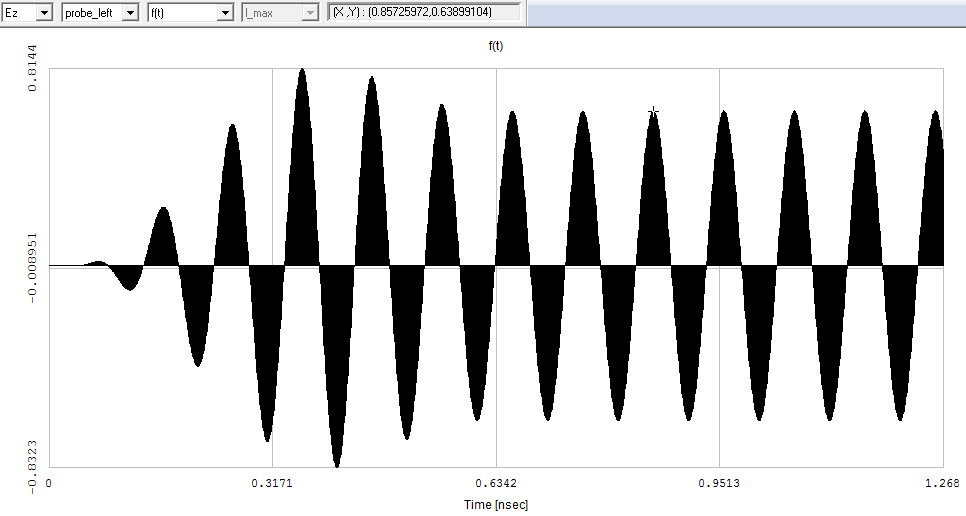 Ez probe_left f(t) I_max (X ,Y) : (0.85725972,0.63899104)
f(t)
0.8144
-0.008951
-0.8323
0 0.3171 0.6342 0.9513 1.268
Time [nsec]